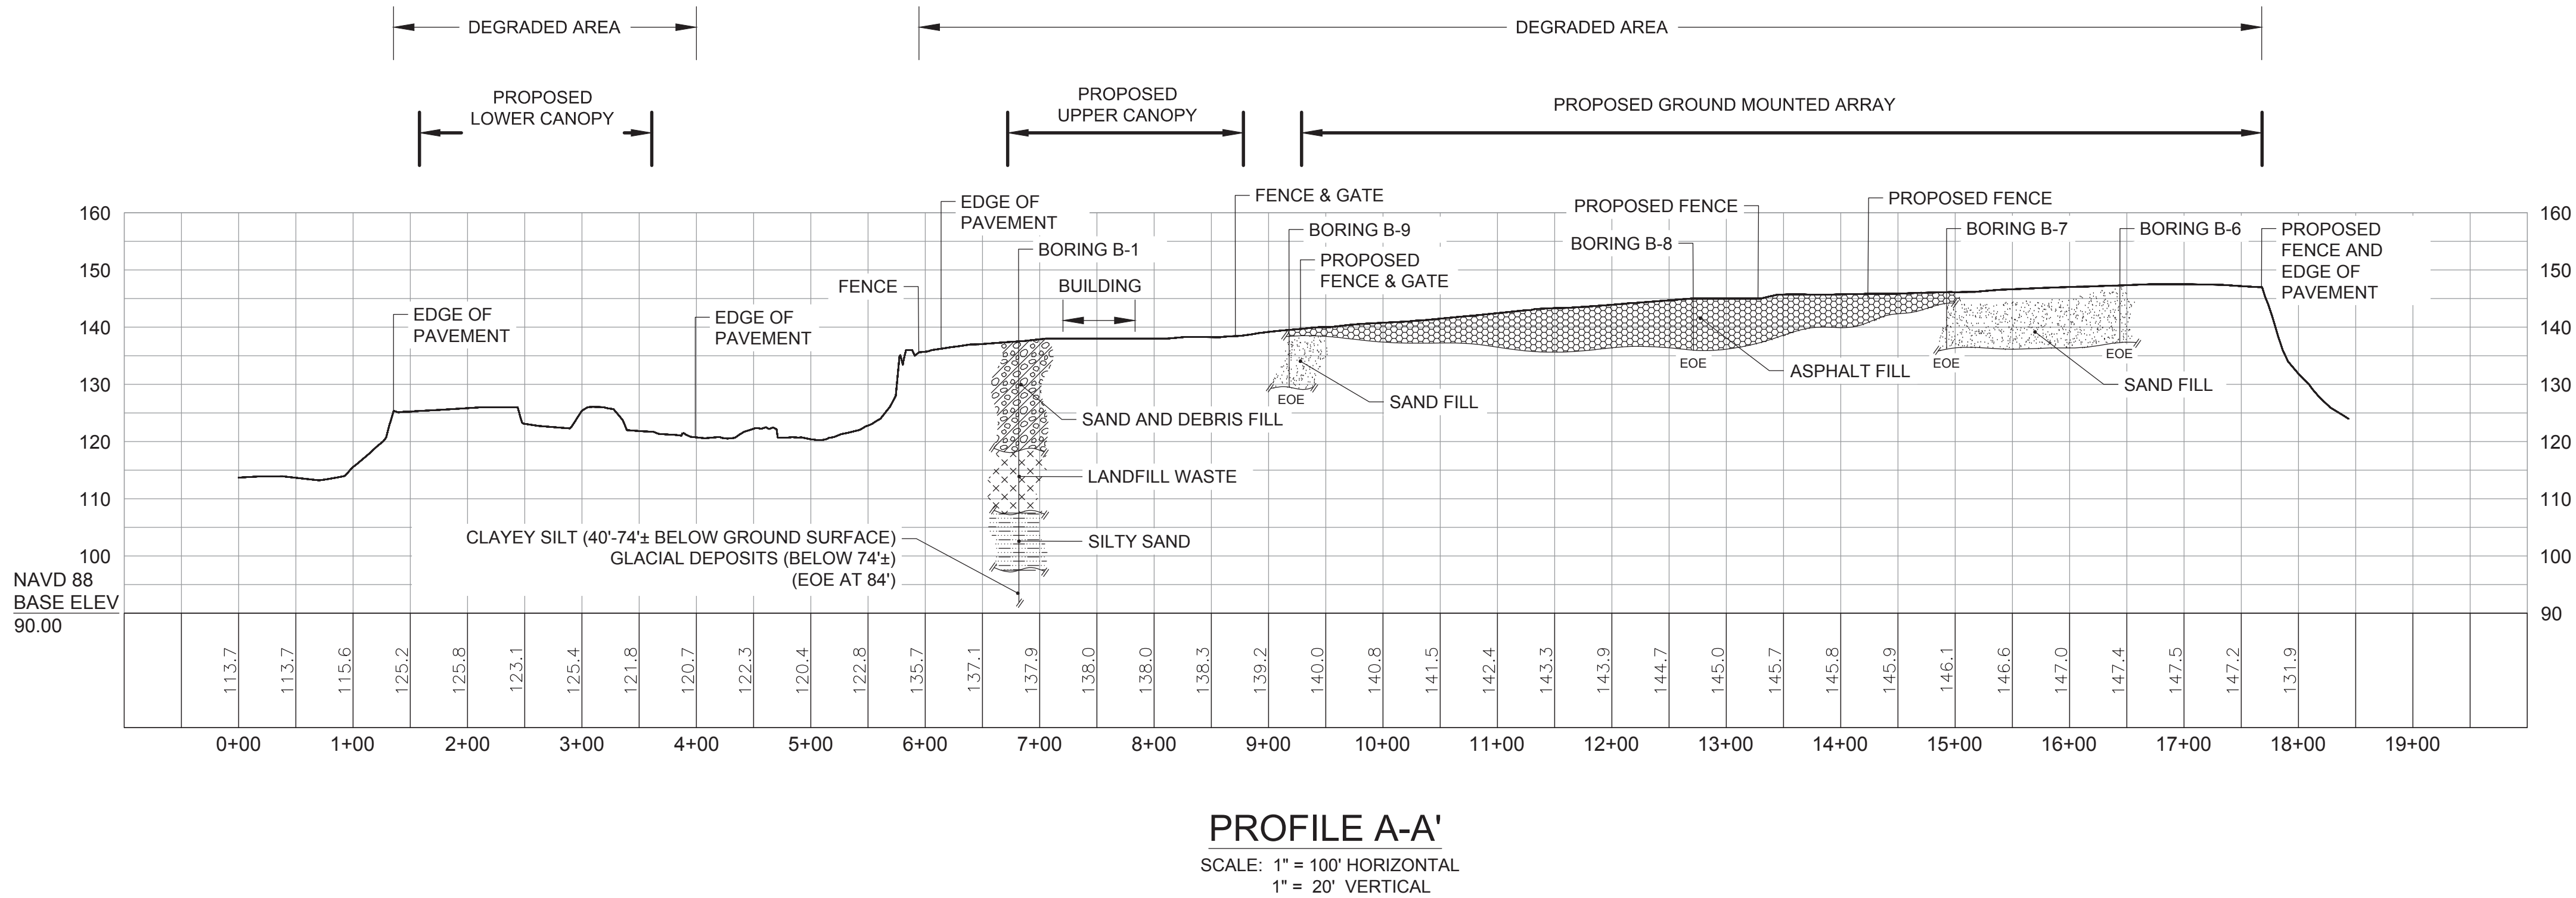 DEGRADED AREA
DEGRADED AREA
PROPOSED
LOWER CANOPY
PROPOSED
UPPER CANOPY
PROPOSED GROUND MOUNTED ARRAY
FENCE & GATE
EDGE OF
PAVEMENT
PROPOSED FENCE
PROPOSED FENCE
160
160
BORING B-9
BORING B-8
BORING B-7
BORING B-6
PROPOSED
FENCE AND
EDGE OF
PAVEMENT
BORING B-1
PROPOSED
FENCE & GATE
150
150
FENCE
BUILDING
EDGE OF
PAVEMENT
EDGE OF
PAVEMENT
140
140
EOE
EOE
EOE
EOE
ASPHALT FILL
130
130
SAND FILL
SAND FILL
SAND AND DEBRIS FILL
120
120
LANDFILL WASTE
110
110
CLAYEY SILT (40'-74'± BELOW GROUND SURFACE)
GLACIAL DEPOSITS (BELOW 74'±)
(EOE AT 84')
SILTY SAND
100
100
NAVD 88
BASE ELEV
90.00
90
113.7
113.7
115.6
125.2
125.8
123.1
125.4
121.8
120.7
122.3
120.4
122.8
135.7
137.1
137.9
138.0
138.0
138.3
139.2
140.0
140.8
141.5
142.4
143.3
143.9
144.7
145.0
145.7
145.8
145.9
146.1
146.6
147.0
147.4
147.5
147.2
131.9
0+00
1+00
2+00
3+00
4+00
5+00
6+00
7+00
8+00
9+00
10+00
11+00
12+00
13+00
14+00
15+00
16+00
17+00
18+00
19+00
PROFILE A-A'
SCALE: 1" = 100' HORIZONTAL
1" = 20' VERTICAL